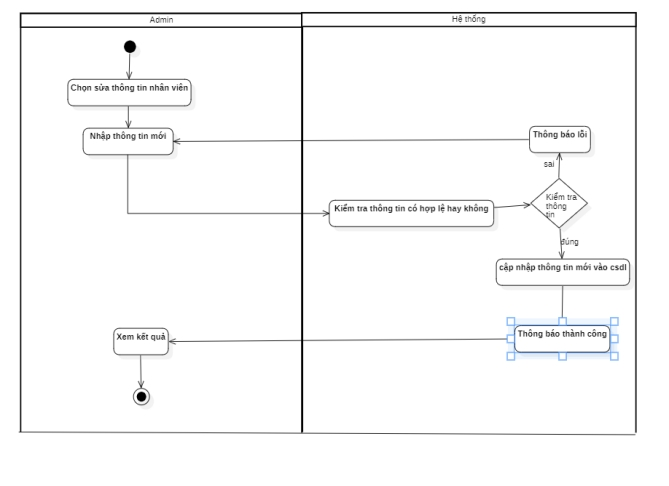 Admin
Hệ thống
Chọn sửa thông tin nhân viên
Nhập thông tin mới
Thông báo lỗi
sai
Kiểm tra thông tin có hợp lệ hay không
Kiểm tra
thông
tin
đúng
cập nhập thông tin mới vào csdl
Thông báo thành công
Xem kết quả